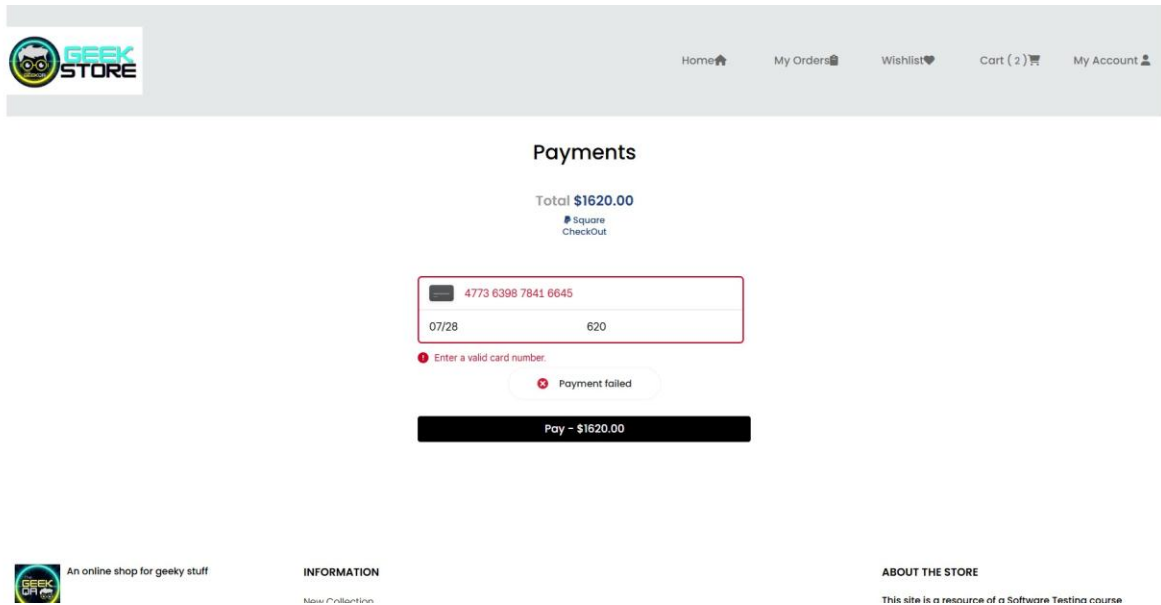 GEEK
STORE
Home
My Orders
Wishlist
Cart ( 2 )
My Account
Payments
Total $1620.00
Square
CheckOut
4773 6398 7841 6645
07/28 620
Enter a valid card number.
Payment failed
Pay - $1620.00
GEEK
QA
An online shop for geeky stuff
INFORMATION
New Collection
ABOUT THE STORE
This site is a resource of a Software Testing course